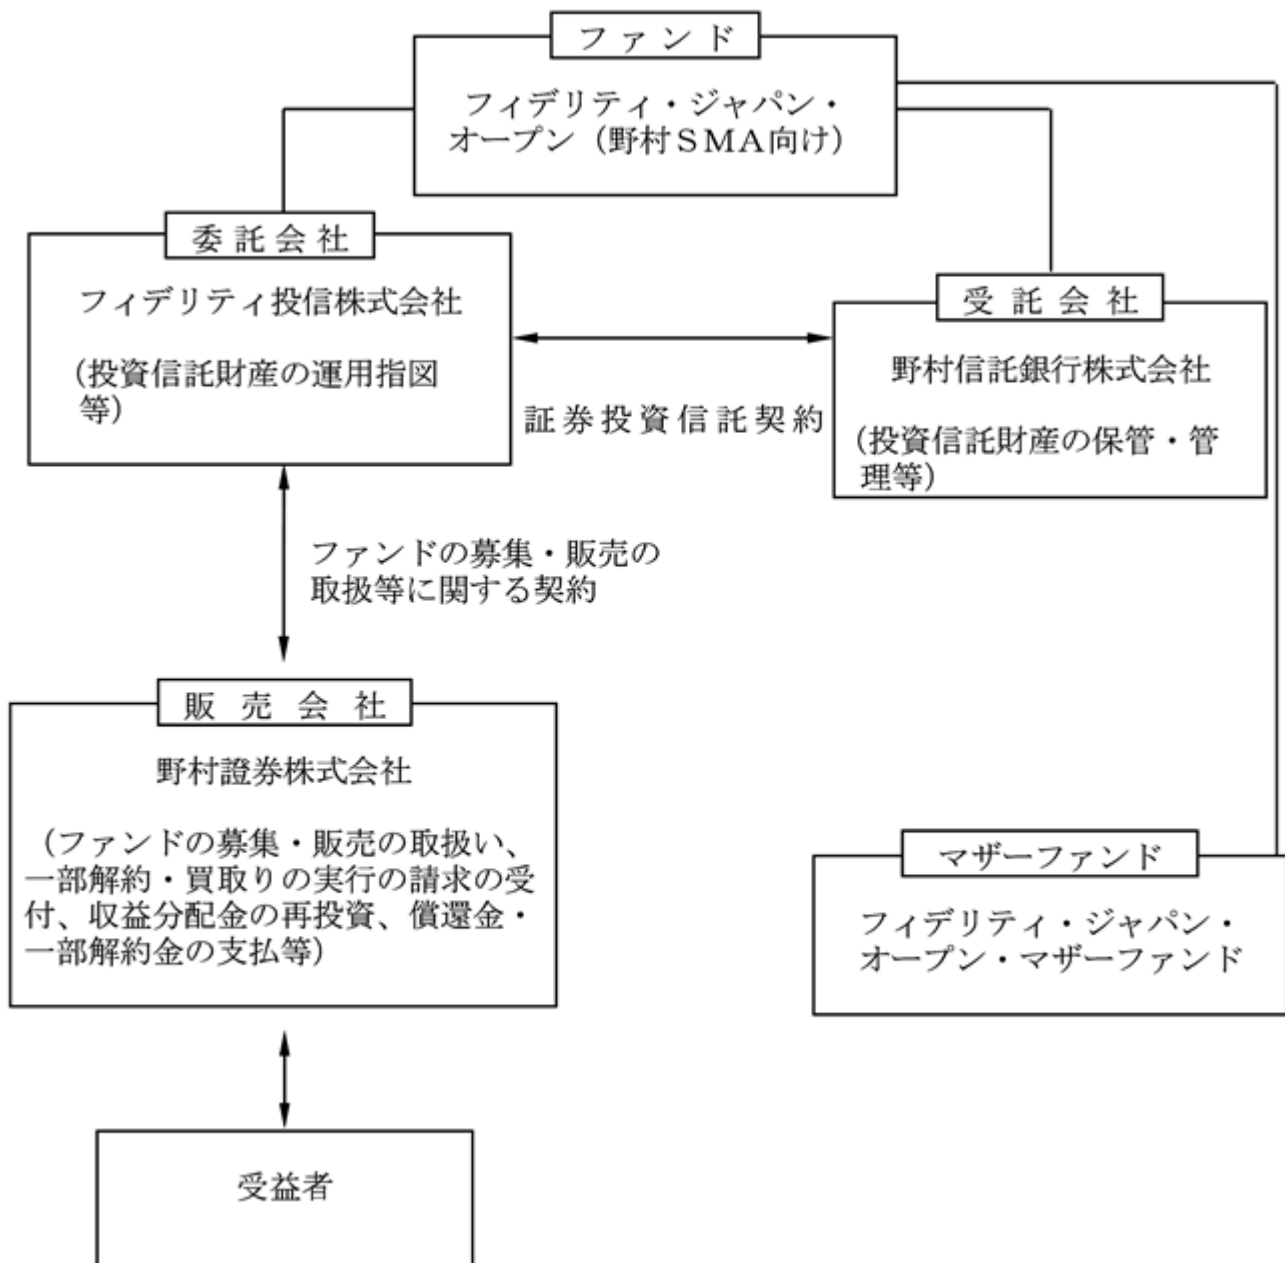 ファンド
フィデリティ・ジャパン・
オープン（野村ＳＭＡ向け）
委託会社
フィデリティ投信株式会社
（投資信託財産の運用指図
等）
受託会社
野村信託銀行株式会社
（投資信託財産の保管・管
理等）
証券投資信託契約
ファンドの募集・販売の
取扱等に関する契約
販売会社
野村證券株式会社
（ファンドの募集・販売の取扱い、
一部解約・買取りの実行の請求の受
付、収益分配金の再投資、償還金・
一部解約金の支払等）
マザーファンド
フィデリティ・ジャパン・
オープン・マザーファンド
受益者